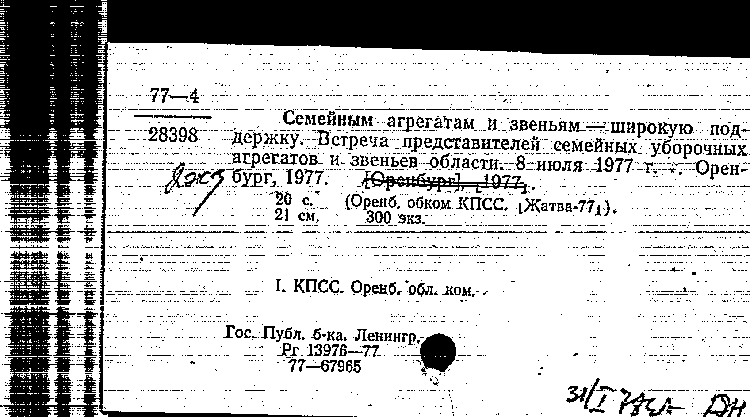 77—4
28398
Семейным агрегатам и звеньям — широкую под-
держку. Встреча представителей семейных уборочных
агрегатов и звеньев области. 8 июля 1977 г. Орен-
бург, 1977. [Оренбург], 1977.
20 с. (Оренб. обком КПСС. [Жатва-77]).
21 см. 300 экз.
I. КПСС. Оренб. обл. ком.
Гос. Публ. б-ка. Ленингр.
Рг 13976—77
77—67965
31/I